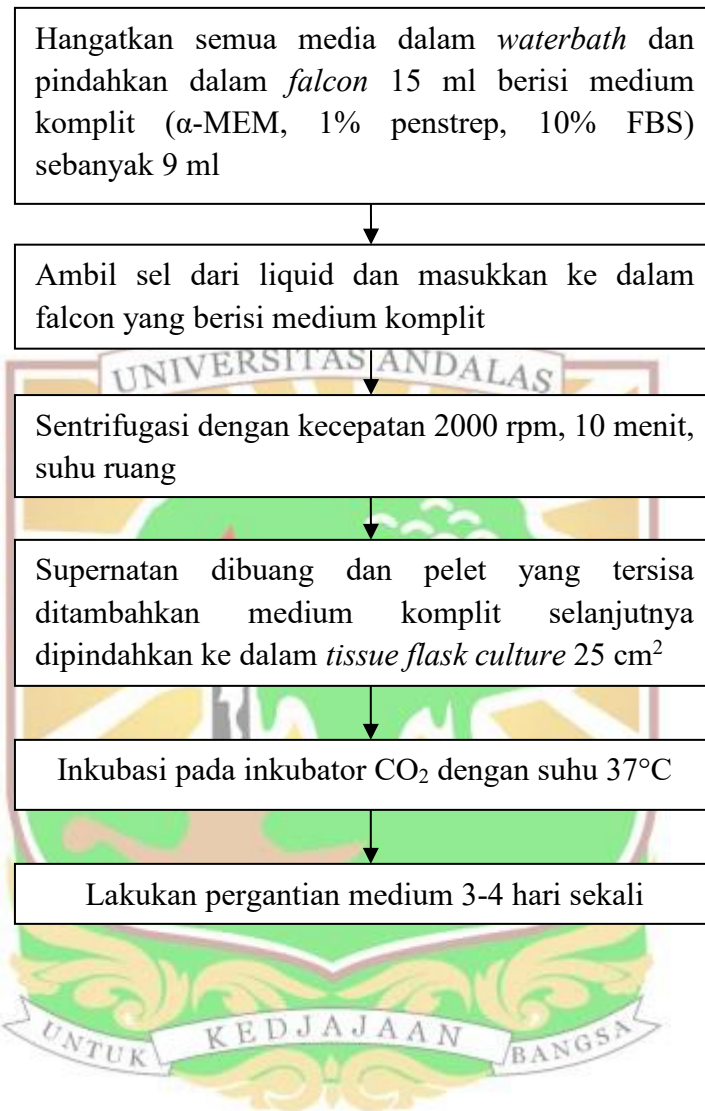 Hangatkan semua media dalam waterbath dan
pindahkan dalam falcon 15 ml berisi medium
komplit (α-MEM, 1% penstrep, 10% FBS)
sebanyak 9 ml
Ambil sel dari liquid dan masukkan ke dalam
falcon yang berisi medium komplit
UNIVERSITAS ANDALAS
Sentrifugasi dengan kecepatan 2000 rpm, 10 menit,
suhu ruang
Supernatan dibuang dan pelet yang tersisa
ditambahkan medium komplit selanjutnya
dipindahkan ke dalam tissue flask culture 25 cm²
Inkubasi pada inkubator CO₂ dengan suhu 37°C
Lakukan pergantian medium 3-4 hari sekali
UNTUK KEDJAJAAN BANGSA